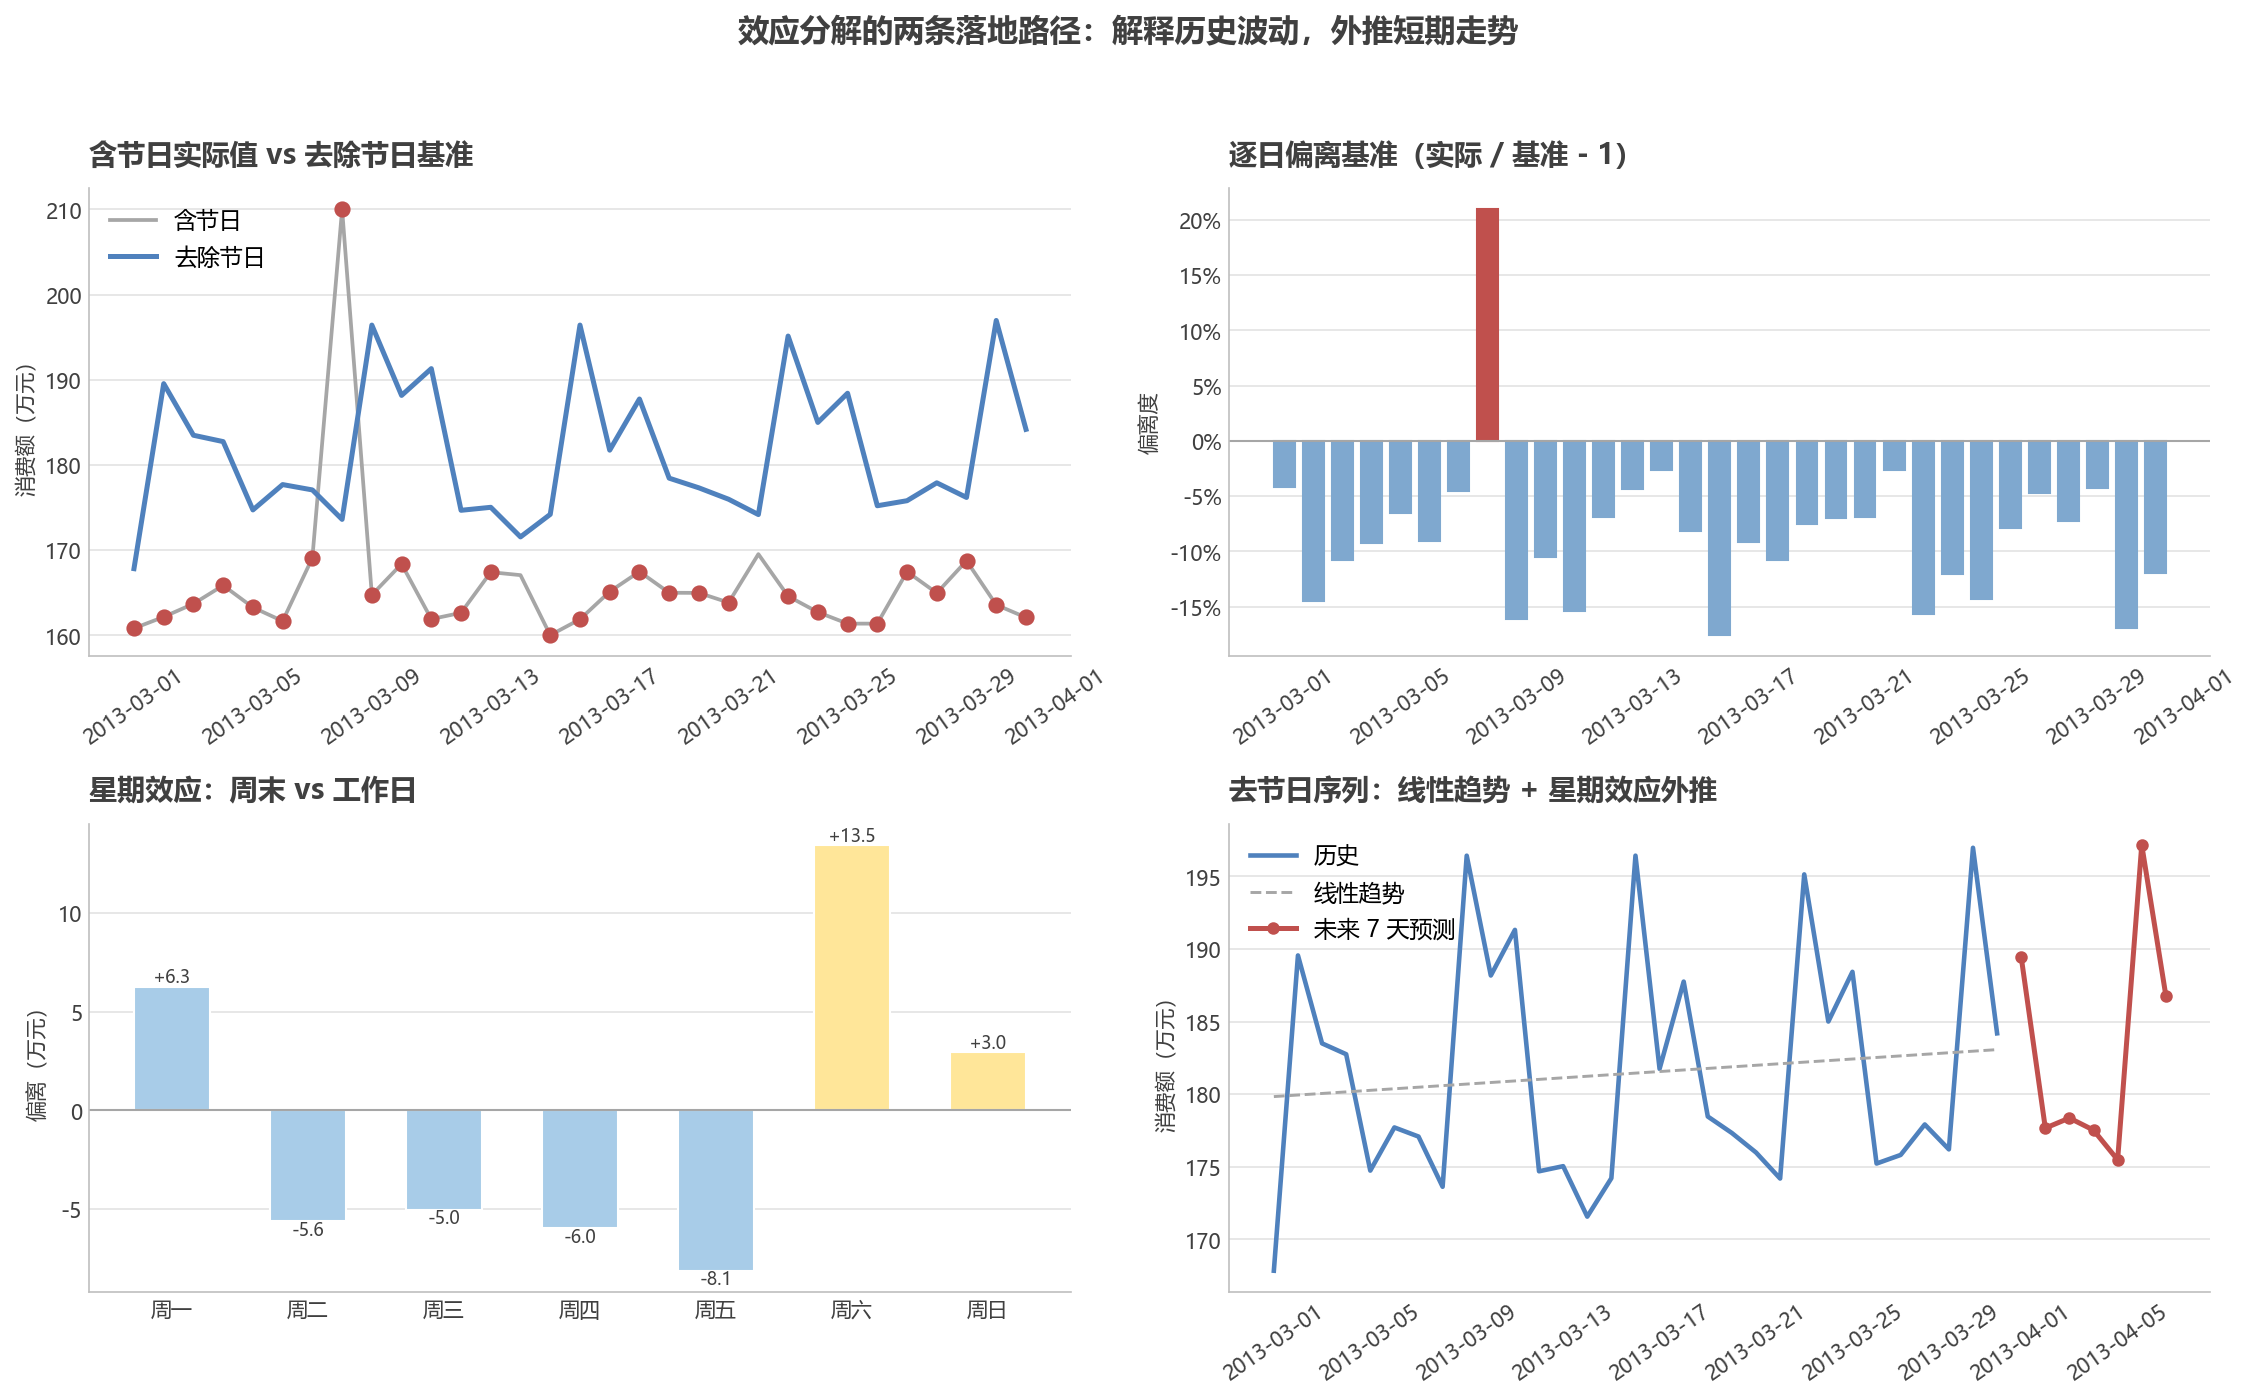 效应分解的两条落地路径：解释历史波动，外推短期走势
含节日实际值 vs 去除节日基准
消费额（万元）
210
200
190
180
170
160
含节日
去除节日
2013-03-01
2013-03-05
2013-03-09
2013-03-13
2013-03-17
2013-03-21
2013-03-25
2013-03-29
2013-04-01
逐日偏离基准（实际 / 基准 - 1）
偏离度
20%
15%
10%
5%
0%
-5%
-10%
-15%
2013-03-01
2013-03-05
2013-03-09
2013-03-13
2013-03-17
2013-03-21
2013-03-25
2013-03-29
2013-04-01
星期效应：周末 vs 工作日
偏离（万元）
10
5
0
-5
+6.3
-5.6
-5.0
-6.0
-8.1
+13.5
+3.0
周一
周二
周三
周四
周五
周六
周日
去节日序列：线性趋势 + 星期效应外推
消费额（万元）
195
190
185
180
175
170
历史
线性趋势
未来 7 天预测
2013-03-01
2013-03-05
2013-03-09
2013-03-13
2013-03-17
2013-03-21
2013-03-25
2013-03-29
2013-04-01
2013-04-05